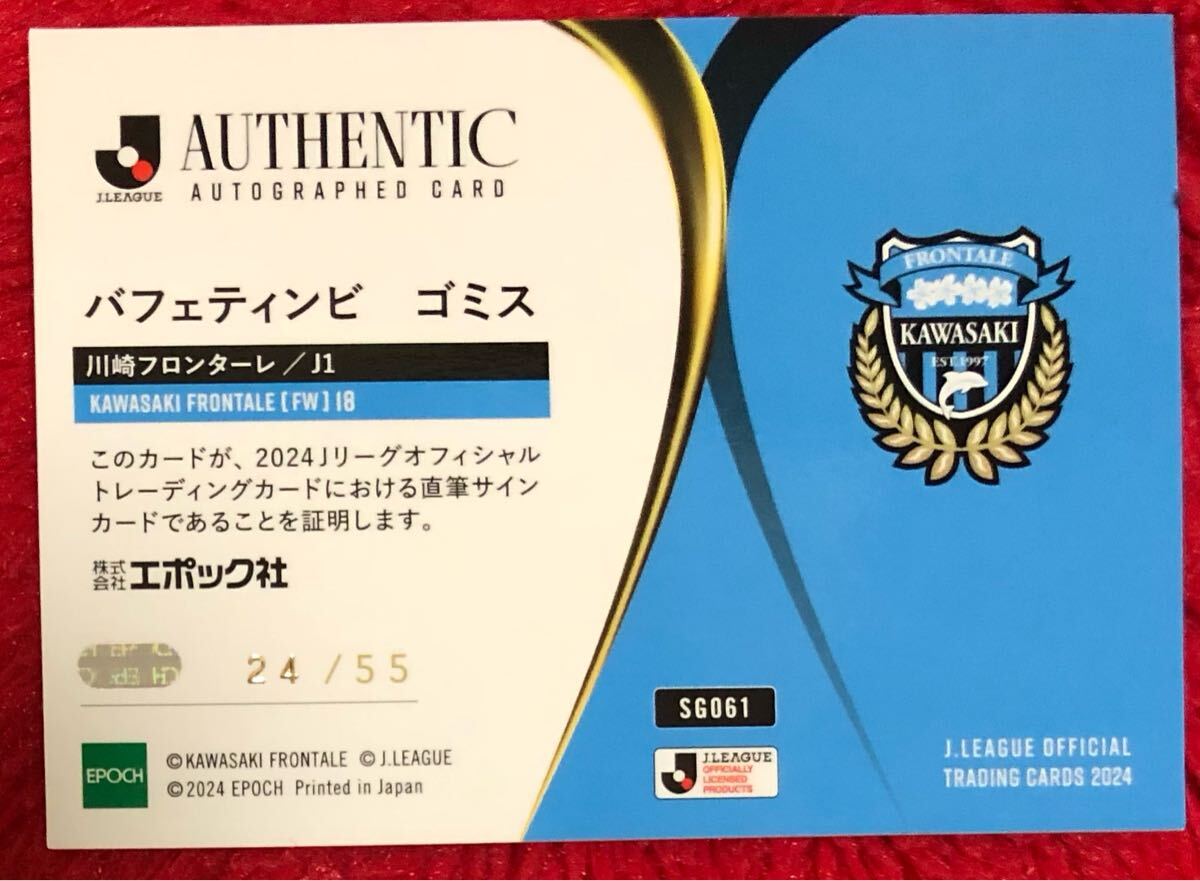 J.LEAGUE
AUTHENTIC
AUTOGRAPHED CARD
バフェティンビ ゴミス
川崎フロンターレ／J1
KAWASAKI FRONTALE [FW] 18
このカードが、2024Jリーグオフィシャル
トレーディングカードにおける直筆サイン
カードであることを証明します。
株式会社エポック社
24/55
EPOCH
©KAWASAKI FRONTALE ©J.LEAGUE
©2024 EPOCH Printed in Japan
FRONTALE
KAWASAKI
EST.1997
SG061
J.LEAGUE
OFFICIALLY
LICENSED
PRODUCTS
J.LEAGUE OFFICIAL
TRADING CARDS 2024